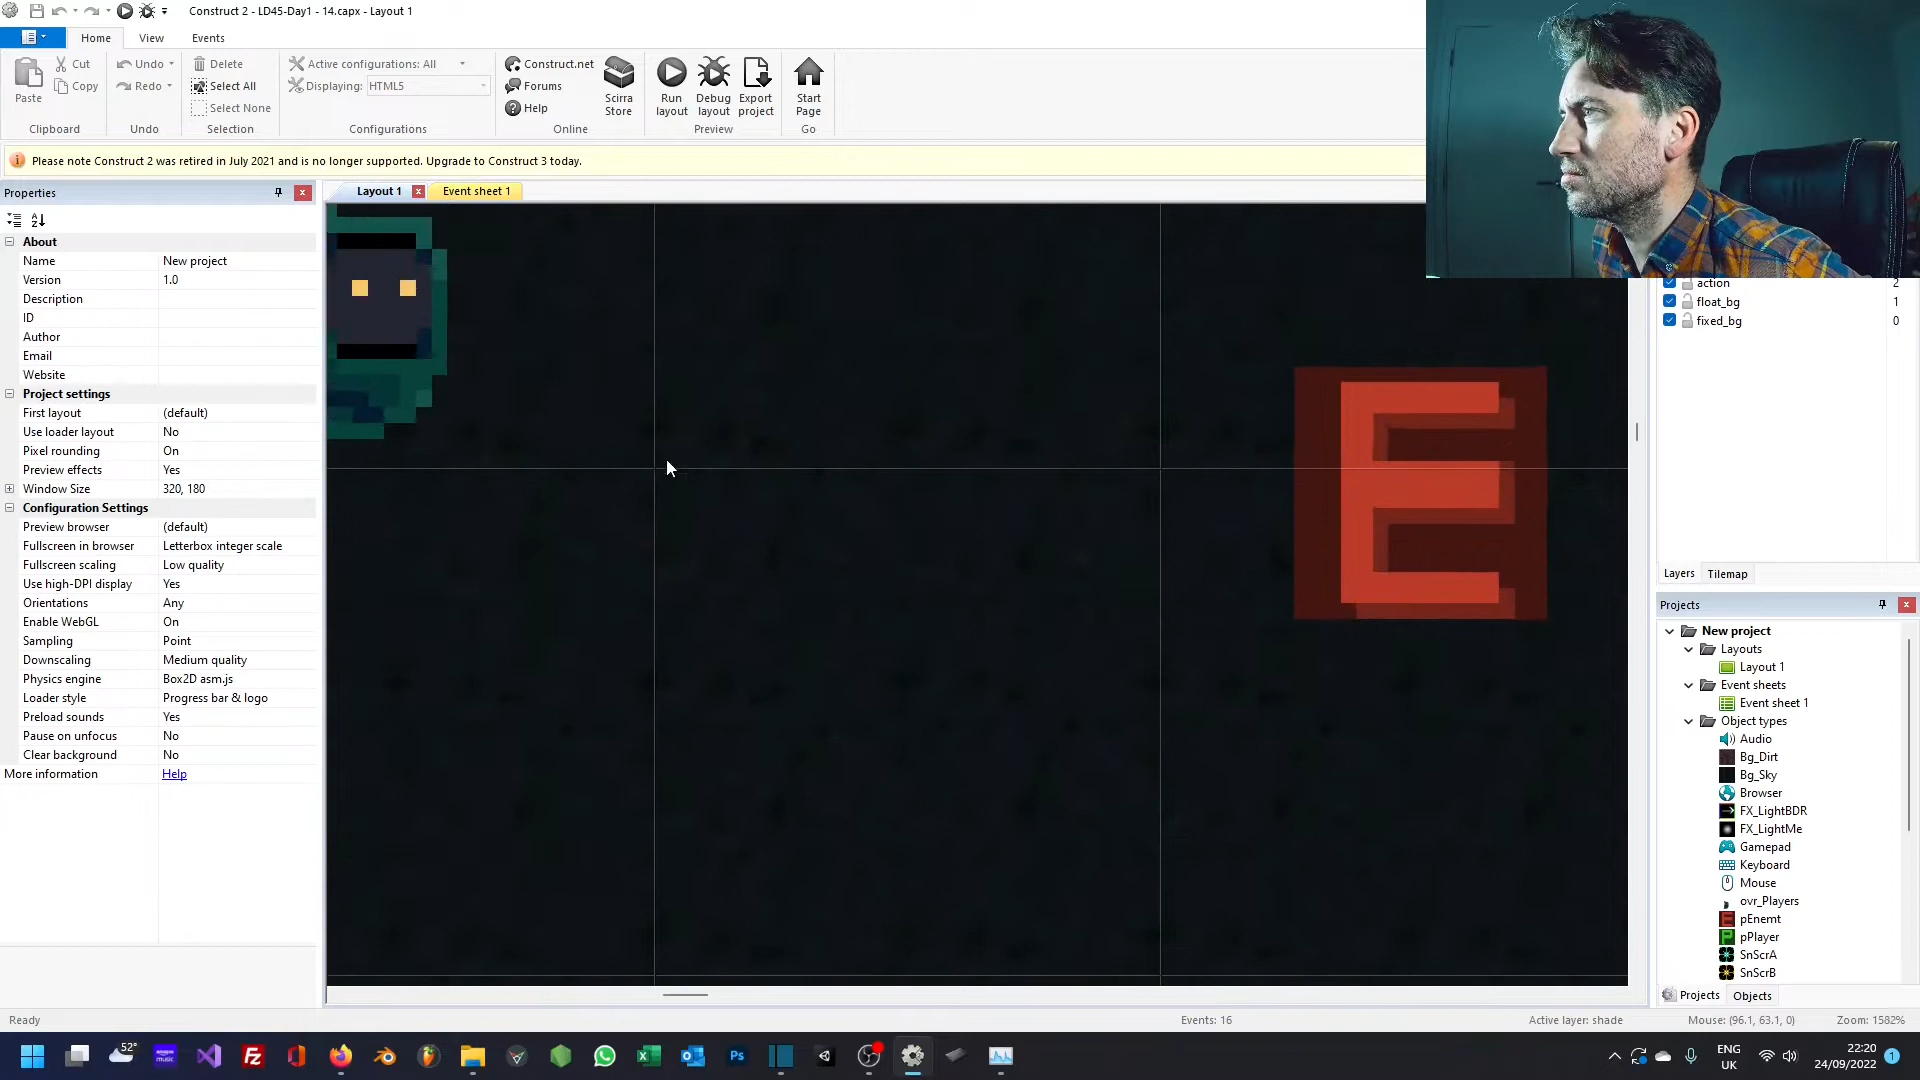 Construct 2 - LD45-Day1 - 14.capx - Layout 1
Home View Events
Paste
Cut
Copy
Clipboard
Undo
Redo
Undo
Delete
Select All
Select None
Selection
Active configurations: All
Displaying: HTML5
Configurations
Construct.net
Forums
Help
Scirra Store
Online
Run layout
Debug layout
Export project
Preview
Start Page
Go
Please note Construct 2 was retired in July 2021 and is no longer supported. Upgrade to Construct 3 today.
Properties
Layout 1
Event sheet 1
About
Name New project
Version 1.0
Description
ID
Author
Email
Website
Project settings
First layout (default)
Use loader layout No
Pixel rounding On
Preview effects Yes
Window Size 320, 180
Configuration Settings
Preview browser (default)
Fullscreen in browser Letterbox integer scale
Fullscreen scaling Low quality
Use high-DPI display Yes
Orientations Any
Enable WebGL On
Sampling Point
Downscaling Medium quality
Physics engine Box2D asm.js
Loader style Progress bar & logo
Preload sounds Yes
Pause on unfocus No
Clear background No
More information Help
E
action 2
float_bg 1
fixed_bg 0
Layers Tilemap
Projects
New project
Layouts
Layout 1
Event sheets
Event sheet 1
Object types
Audio
Bg_Dirt
Bg_Sky
Browser
FX_LightBDR
FX_LightMe
Gamepad
Keyboard
Mouse
ovr_Players
pEnemt
pPlayer
SnScrA
SnScrB
Projects Objects
Ready Events: 16 Active layer: shade Mouse: (96.1, 63.1, 0) Zoom: 1582%
52°
ENG
UK
22:20
24/09/2022
1